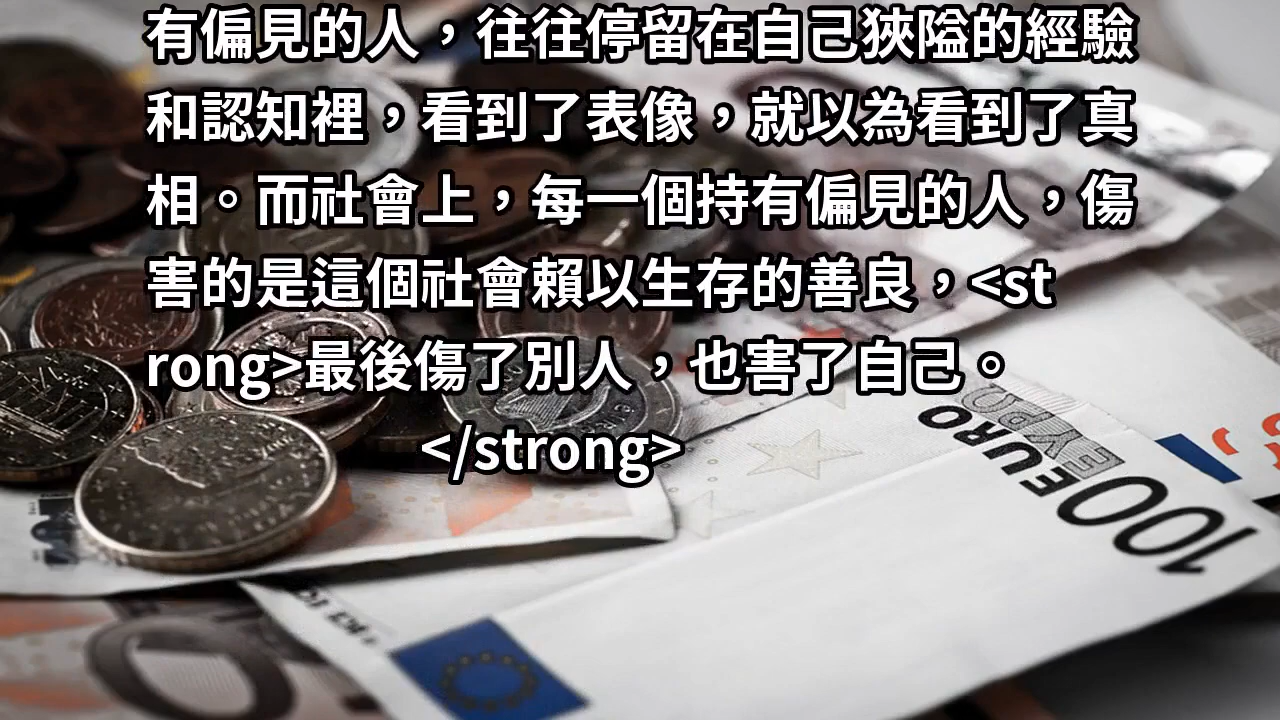 有偏見的人，往往停留在自己狹隘的經驗
和認知裡，看到了表像，就以為看到了真
相。而社會上，每一個持有偏見的人，傷
害的是這個社會賴以生存的善良，<st
rong>最後傷了別人，也害了自己。
</strong>
EURO
ΕΥΡΩ
100